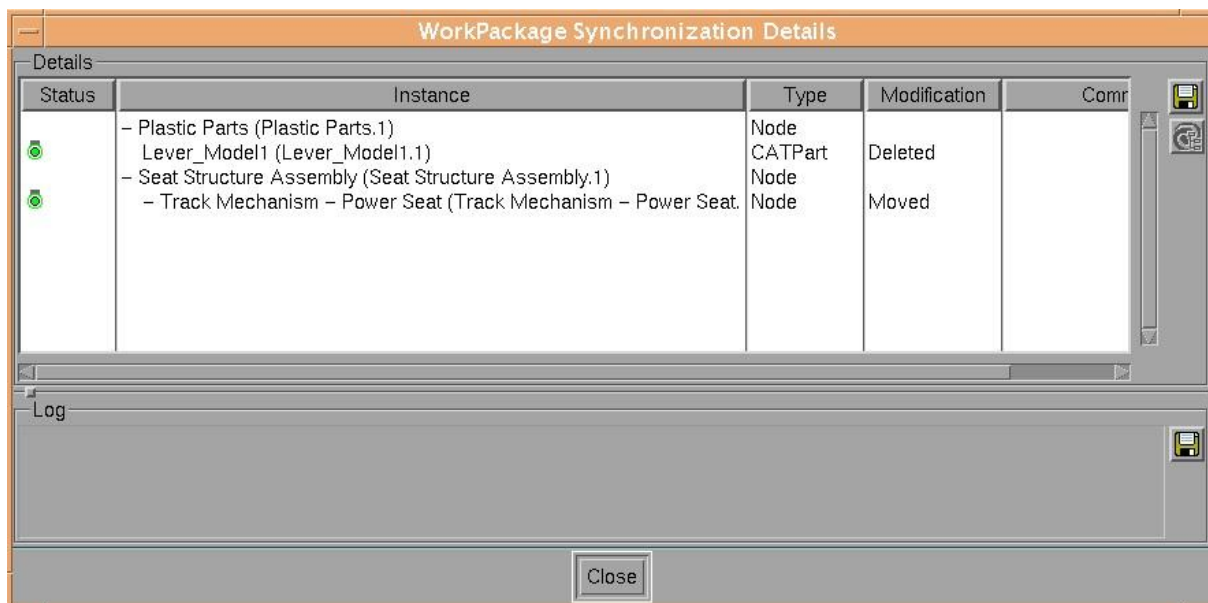 WorkPackage Synchronization Details
Details
Status Instance Type Modification Comr
– Plastic Parts (Plastic Parts.1) Node
Lever_Model1 (Lever_Model1.1) CATPart Deleted
– Seat Structure Assembly (Seat Structure Assembly.1) Node
– Track Mechanism – Power Seat (Track Mechanism – Power Seat. Node Moved
Log
Close